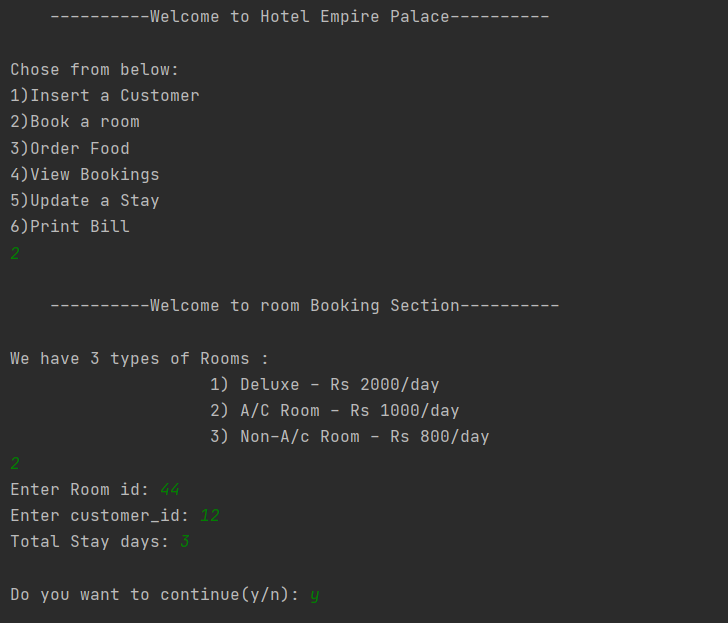 ----------Welcome to Hotel Empire Palace----------
Chose from below:
1)Insert a Customer
2)Book a room
3)Order Food
4)View Bookings
5)Update a Stay
6)Print Bill
2
----------Welcome to room Booking Section----------
We have 3 types of Rooms :
1) Deluxe - Rs 2000/day
2) A/C Room - Rs 1000/day
3) Non-A/c Room - Rs 800/day
2
Enter Room id: 44
Enter customer_id: 12
Total Stay days: 3
Do you want to continue(y/n): y